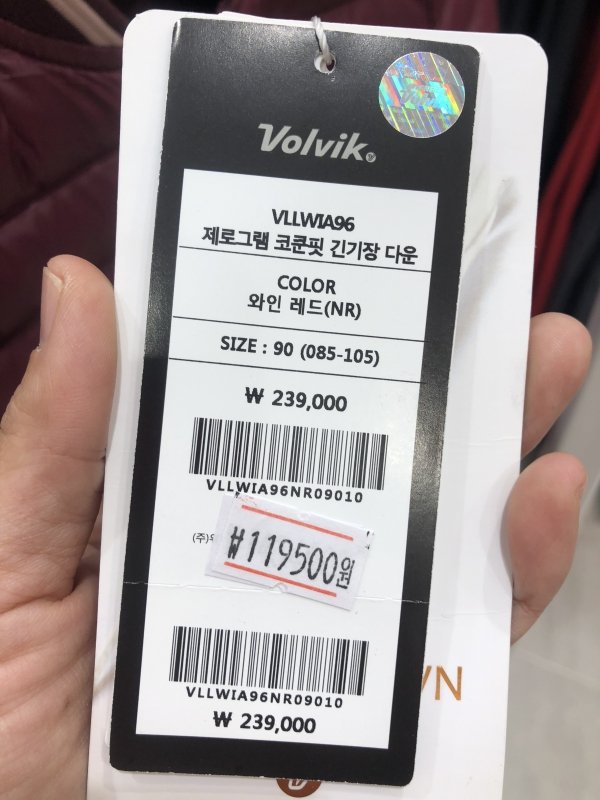 Volvik
VLLWIA96
제로그램 코쿤핏 긴기장 다운
COLOR
와인 레드(NR)
SIZE : 90 (085-105)
₩ 239,000
VLLWIA96NR09010
(주)
₩119500원
VLLWIA96NR09010
₩ 239,000